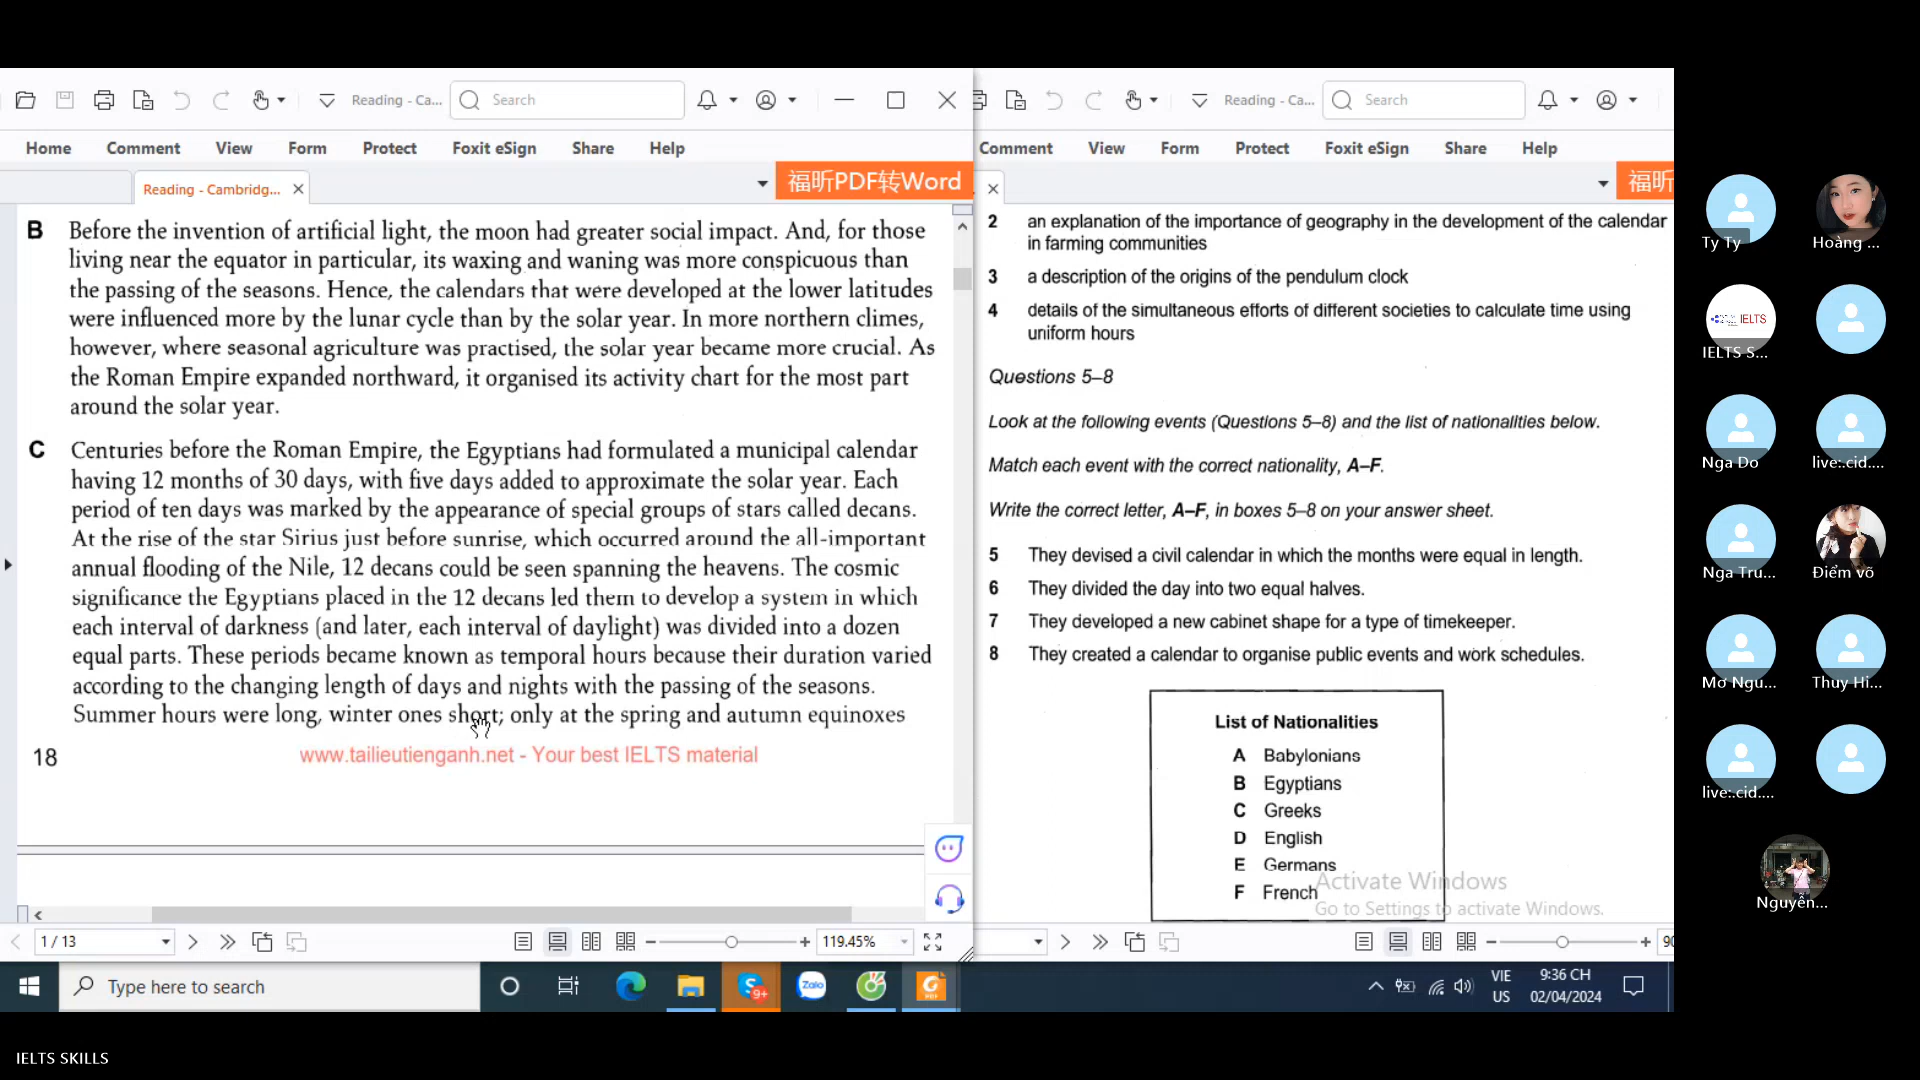 Reading - Ca...
Search
Reading - Ca...
Search
Home Comment View Form Protect Foxit eSign Share Help
Comment View Form Protect Foxit eSign Share Help
Reading - Cambridg...
福昕PDF转Word
福昕
B Before the invention of artificial light, the moon had greater social impact. And, for those
living near the equator in particular, its waxing and waning was more conspicuous than
the passing of the seasons. Hence, the calendars that were developed at the lower latitudes
were influenced more by the lunar cycle than by the solar year. In more northern climes,
however, where seasonal agriculture was practised, the solar year became more crucial. As
the Roman Empire expanded northward, it organised its activity chart for the most part
around the solar year.
C Centuries before the Roman Empire, the Egyptians had formulated a municipal calendar
having 12 months of 30 days, with five days added to approximate the solar year. Each
period of ten days was marked by the appearance of special groups of stars called decans.
At the rise of the star Sirius just before sunrise, which occurred around the all-important
annual flooding of the Nile, 12 decans could be seen spanning the heavens. The cosmic
significance the Egyptians placed in the 12 decans led them to develop a system in which
each interval of darkness (and later, each interval of daylight) was divided into a dozen
equal parts. These periods became known as temporal hours because their duration varied
according to the changing length of days and nights with the passing of the seasons.
Summer hours were long, winter ones short; only at the spring and autumn equinoxes
18
www.tailieutienganh.net - Your best IELTS material
1 / 13
119.45%
2 an explanation of the importance of geography in the development of the calendar
in farming communities
3 a description of the origins of the pendulum clock
4 details of the simultaneous efforts of different societies to calculate time using
uniform hours
Questions 5–8
Look at the following events (Questions 5–8) and the list of nationalities below.
Match each event with the correct nationality, A–F.
Write the correct letter, A–F, in boxes 5–8 on your answer sheet.
5 They devised a civil calendar in which the months were equal in length.
6 They divided the day into two equal halves.
7 They developed a new cabinet shape for a type of timekeeper.
8 They created a calendar to organise public events and work schedules.
List of Nationalities
A Babylonians
B Egyptians
C Greeks
D English
E Germans
F French
Activate Windows
Go to Settings to activate Windows.
90
Type here to search
9+
Zalo
PDF
VIE
US
9:36 CH
02/04/2024
Ty Ty
Hoàng ...
IELTS
IELTS S...
Nga Do
live:.cid....
Nga Tru...
Điểm võ
Mơ Ngu...
Thuy Hi...
live:.cid....
Nguyễn...
IELTS SKILLS